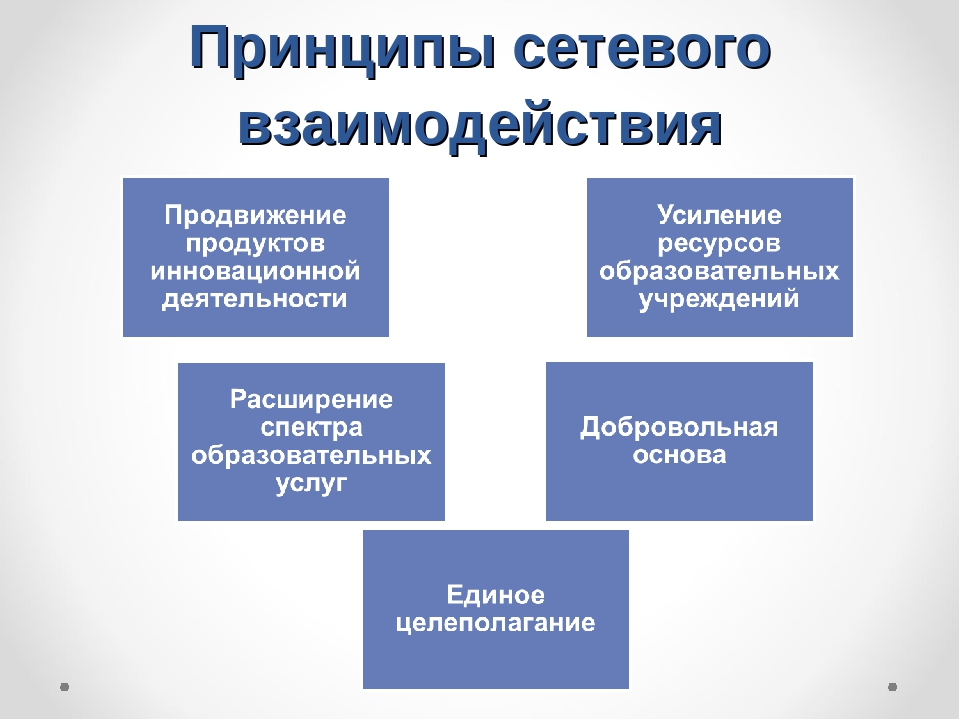 Принципы сетевого
взаимодействия
Продвижение
продуктов
инновационной
деятельности
Усиление
ресурсов
образовательных
учреждений
Расширение
спектра
образовательных
услуг
Добровольная
основа
Единое
целеполагание